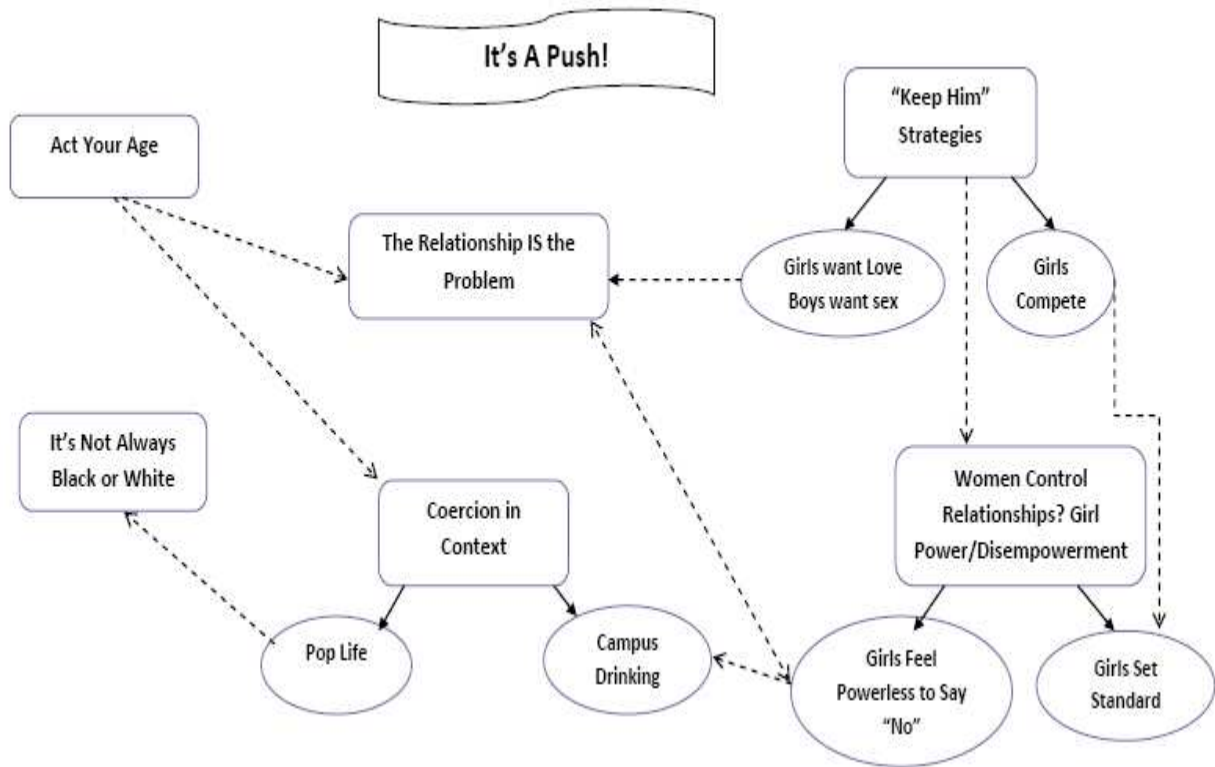 It's A Push!
"Keep Him"
Strategies
Act Your Age
The Relationship IS the
Problem
Girls want Love
Boys want sex
Girls
Compete
It's Not Always
Black or White
Coercion in
Context
Women Control
Relationships? Girl
Power/Disempowerment
Pop Life
Campus
Drinking
Girls Feel
Powerless to Say
"No"
Girls Set
Standard